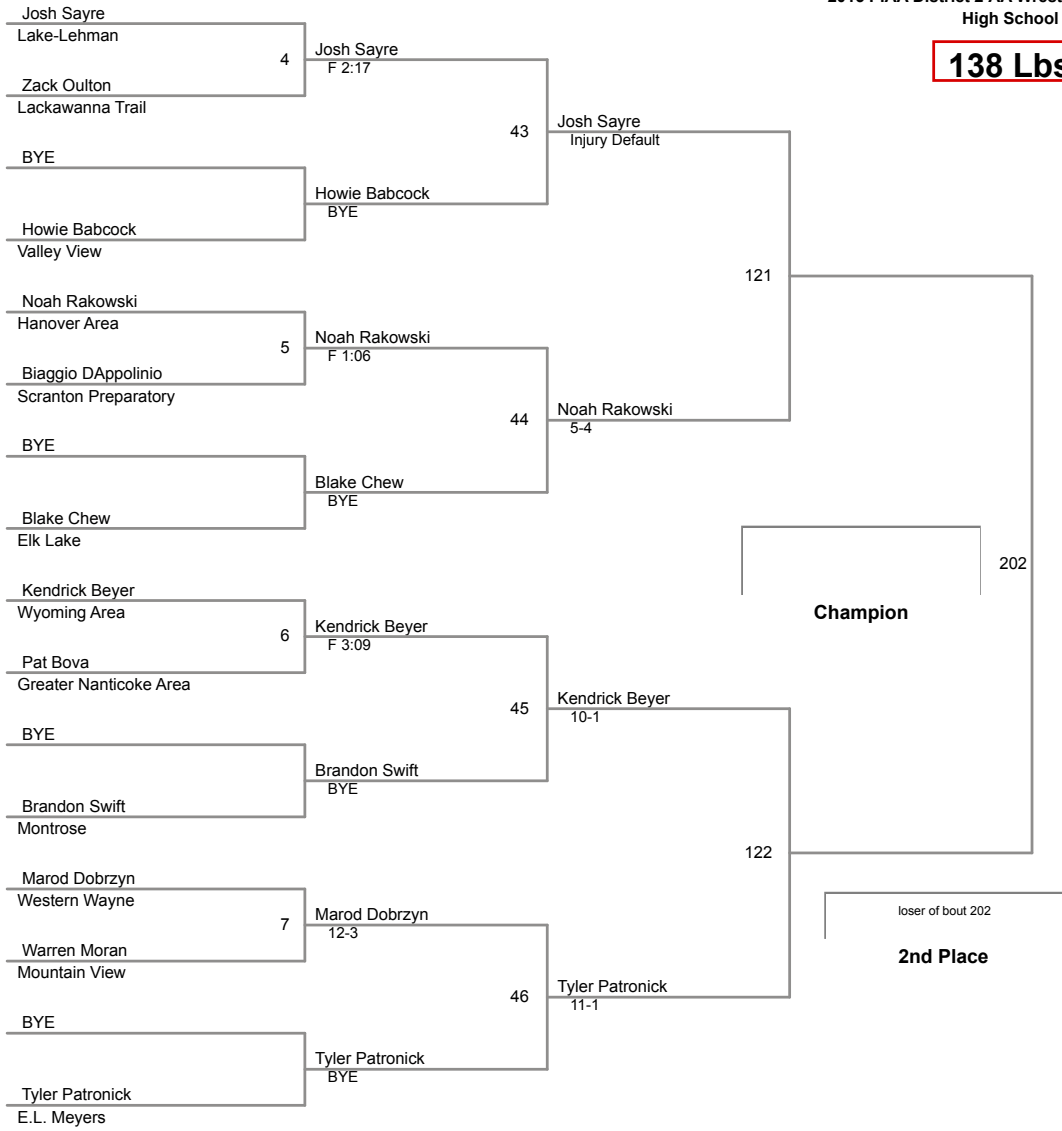 High School
138 Lbs
Josh Sayre
Lake-Lehman
4
Zack Oulton
Lackawanna Trail
Josh Sayre
F 2:17
BYE
Howie Babcock
Valley View
Howie Babcock
BYE
43
Josh Sayre
Injury Default
Noah Rakowski
Hanover Area
5
Biaggio DAppolinio
Scranton Preparatory
Noah Rakowski
F 1:06
BYE
Blake Chew
Elk Lake
Blake Chew
BYE
44
Noah Rakowski
5-4
121
Kendrick Beyer
Wyoming Area
6
Pat Bova
Greater Nanticoke Area
Kendrick Beyer
F 3:09
BYE
Brandon Swift
Montrose
Brandon Swift
BYE
45
Kendrick Beyer
10-1
Marod Dobrzyn
Western Wayne
7
Warren Moran
Mountain View
Marod Dobrzyn
12-3
BYE
Tyler Patronick
E.L. Meyers
Tyler Patronick
BYE
46
Tyler Patronick
11-1
122
202
Champion
loser of bout 202
2nd Place